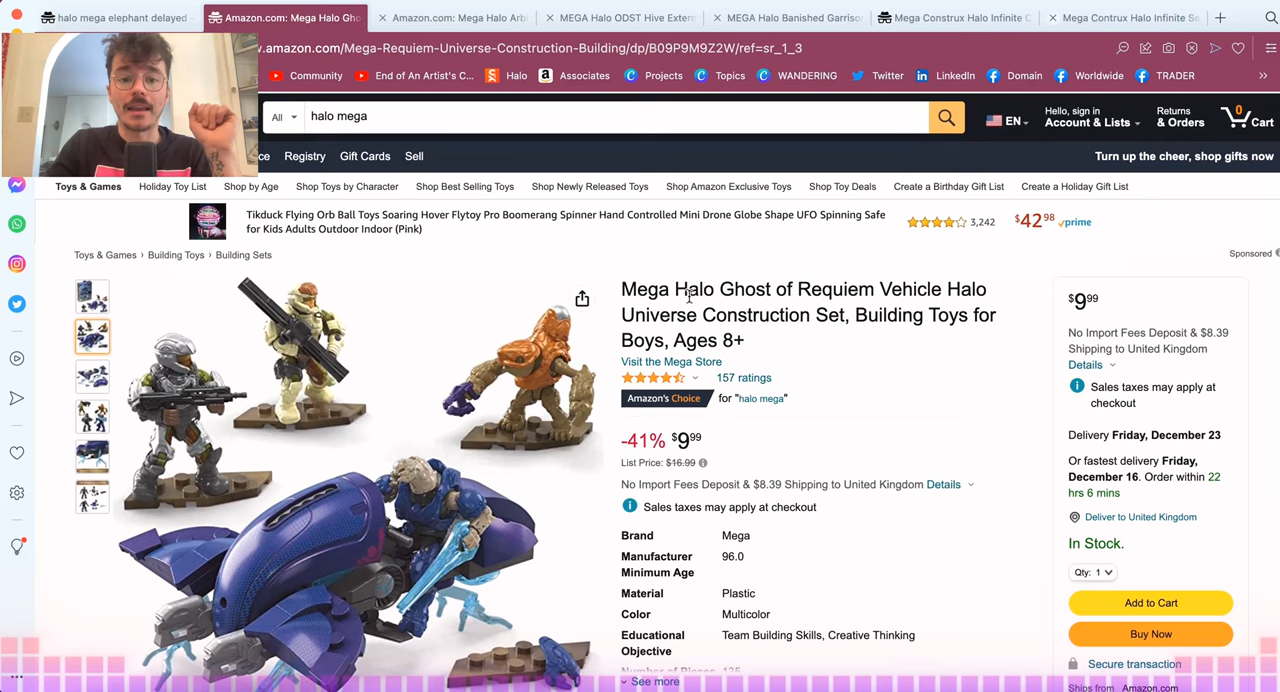 halo mega elephant delayed
Amazon.com: Mega Halo Gho
Amazon.com: Mega Halo Arbi
MEGA Halo ODST Hive Extern
MEGA Halo Banished Garriso
Mega Construx Halo Infinite C
Mega Contrux Halo Infinite Se
w.amazon.com/Mega-Requiem-Universe-Construction-Building/dp/B09P9M9Z2W/ref=sr_1_3
Community
End of An Artist's C...
Halo
Associates
Projects
Topics
WANDERING
Twitter
LinkedIn
Domain
Worldwide
TRADER
All
halo mega
EN
Hello, sign in
Account & Lists
Returns
& Orders
0
Cart
ce
Registry
Gift Cards
Sell
Turn up the cheer, shop gifts now
Toys & Games
Holiday Toy List
Shop by Age
Shop Toys by Character
Shop Best Selling Toys
Shop Newly Released Toys
Shop Amazon Exclusive Toys
Shop Toy Deals
Create a Birthday Gift List
Create a Holiday Gift List
Tikduck Flying Orb Ball Toys Soaring Hover Flytoy Pro Boomerang Spinner Hand Controlled Mini Drone Globe Shape UFO Spinning Safe
for Kids Adults Outdoor Indoor (Pink)
3,242
$42.98
prime
Toys & Games › Building Toys › Building Sets
Sponsored
Mega Halo Ghost of Requiem Vehicle Halo
Universe Construction Set, Building Toys for
Boys, Ages 8+
Visit the Mega Store
157 ratings
Amazon's Choice for "halo mega"
-41% $9.99
List Price: $16.99
No Import Fees Deposit & $8.39 Shipping to United Kingdom Details
Sales taxes may apply at checkout
Brand Mega
Manufacturer 96.0
Minimum Age
Material Plastic
Color Multicolor
Educational Team Building Skills, Creative Thinking
Objective
Number of Pieces 135
See more
$9.99
No Import Fees Deposit & $8.39
Shipping to United Kingdom
Details
Sales taxes may apply at
checkout
Delivery Friday, December 23
Or fastest delivery Friday,
December 16. Order within 22
hrs 6 mins
Deliver to United Kingdom
In Stock.
Qty: 1
Add to Cart
Buy Now
Secure transaction
Ships from Amazon.com